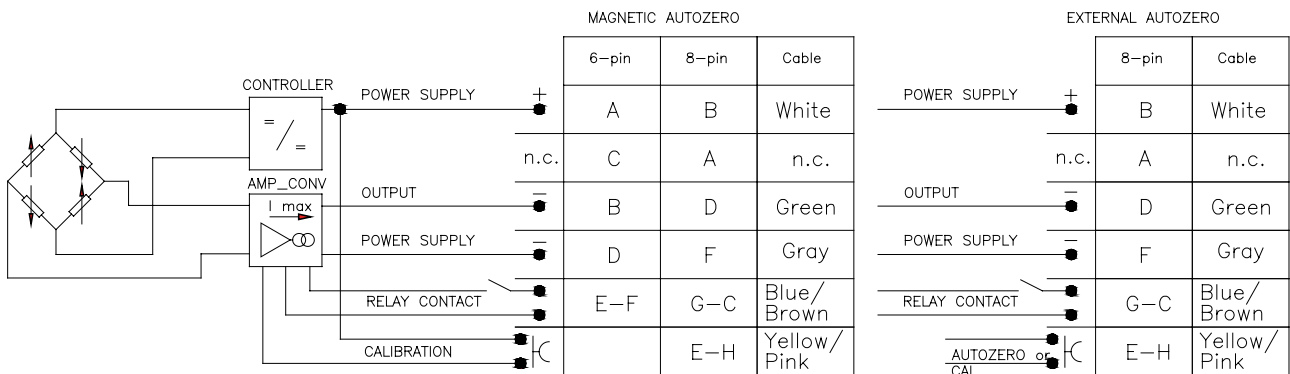 MAGNETIC AUTOZERO
EXTERNAL AUTOZERO
6-pin 8-pin Cable
8-pin Cable
CONTROLLER
= / =
POWER SUPPLY + A B White
POWER SUPPLY + B White
n.c. C A n.c.
n.c. A n.c.
AMP_CONV
I max
OUTPUT – B D Green
OUTPUT – D Green
POWER SUPPLY – D F Gray
POWER SUPPLY – F Gray
RELAY CONTACT E-F G-C Blue/
Brown
RELAY CONTACT G-C Blue/
Brown
CALIBRATION E-H Yellow/
Pink
AUTOZERO or
CAL
E-H Yellow/
Pink